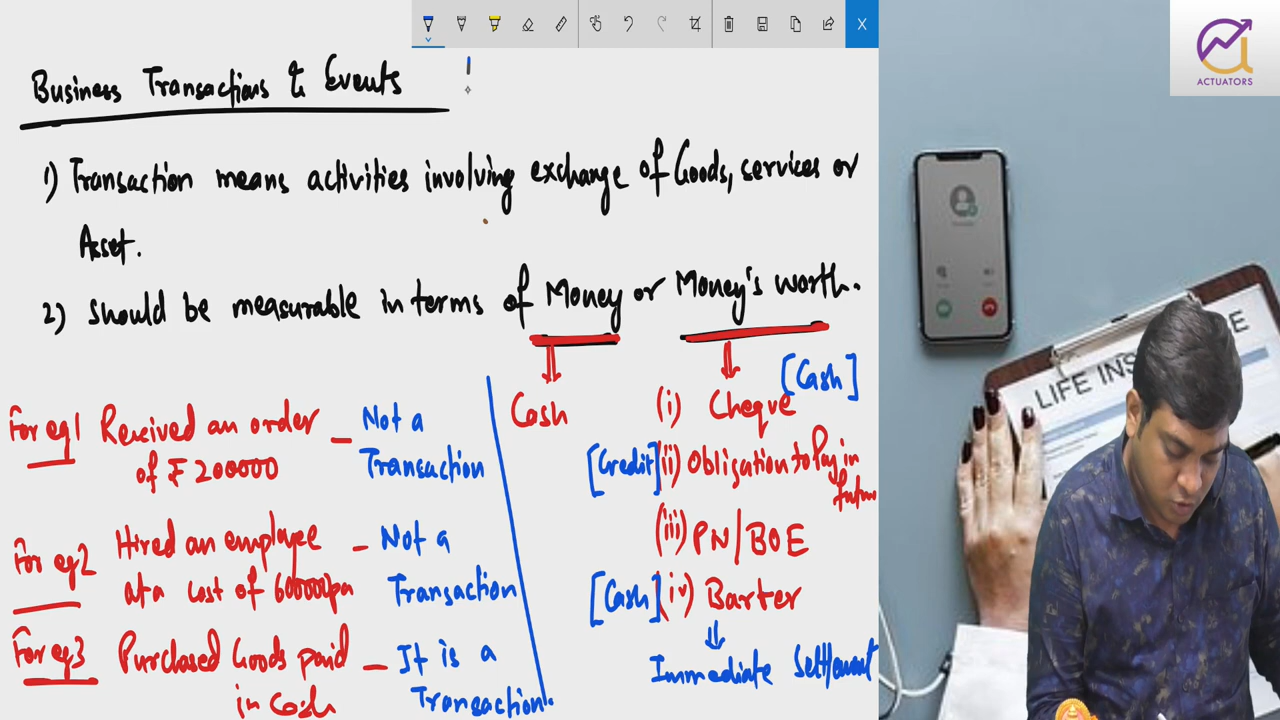 ACTUATORS
Business Transactions & Events
1) Transaction means activities involving exchange of Goods, services or
Asset.
2) Should be measurable in terms of Money or Money's worth.
For eg1 Received an order
of ₹ 200000
– Not a
Transaction
For eg2 Hired an employee
at a cost of 600000pa
– Not a
Transaction
For eg3 Purchased Goods paid
in Cash
– It is a
Transaction.
Cash
(i) Cheque [Cash]
[Credit] (ii) Obligation to Pay in
future
(iii) PN/BOE
[Cash] (iv) Barter
Immediate Settlement
LIFE INS
E